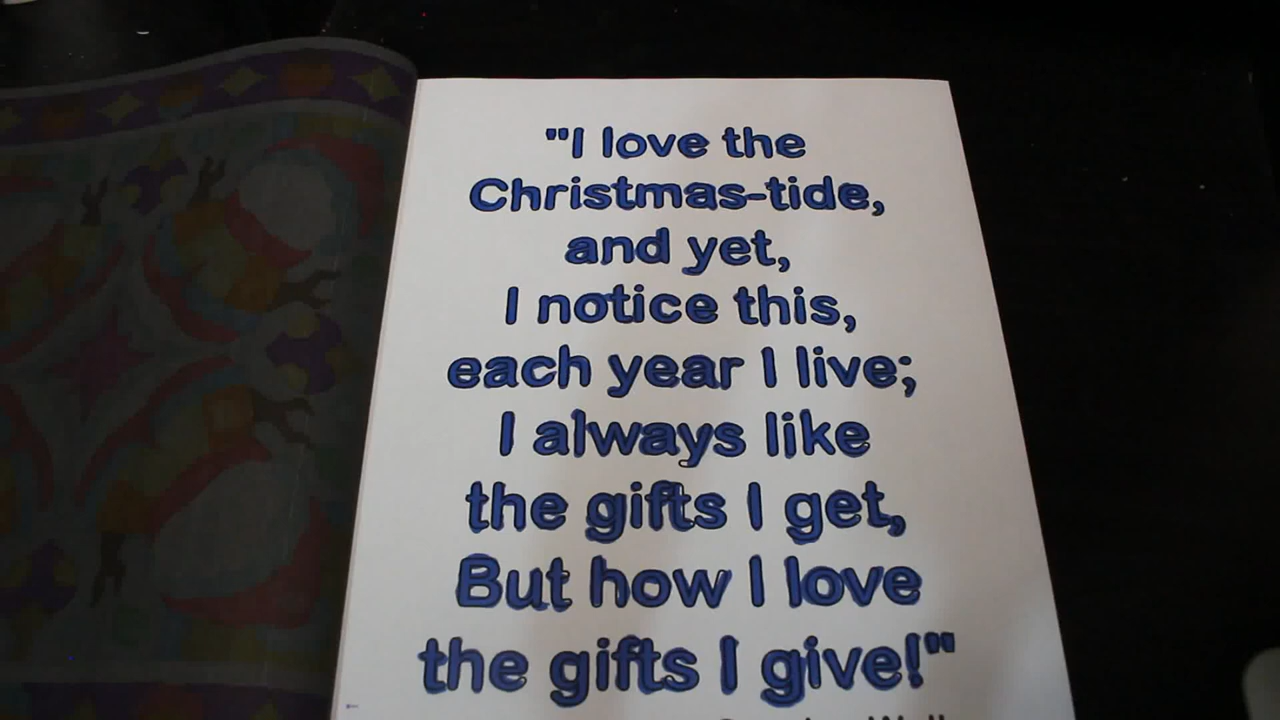 "I love the
Christmas-tide,
and yet,
I notice this,
each year I live;
I always like
the gifts I get,
But how I love
the gifts I give!"